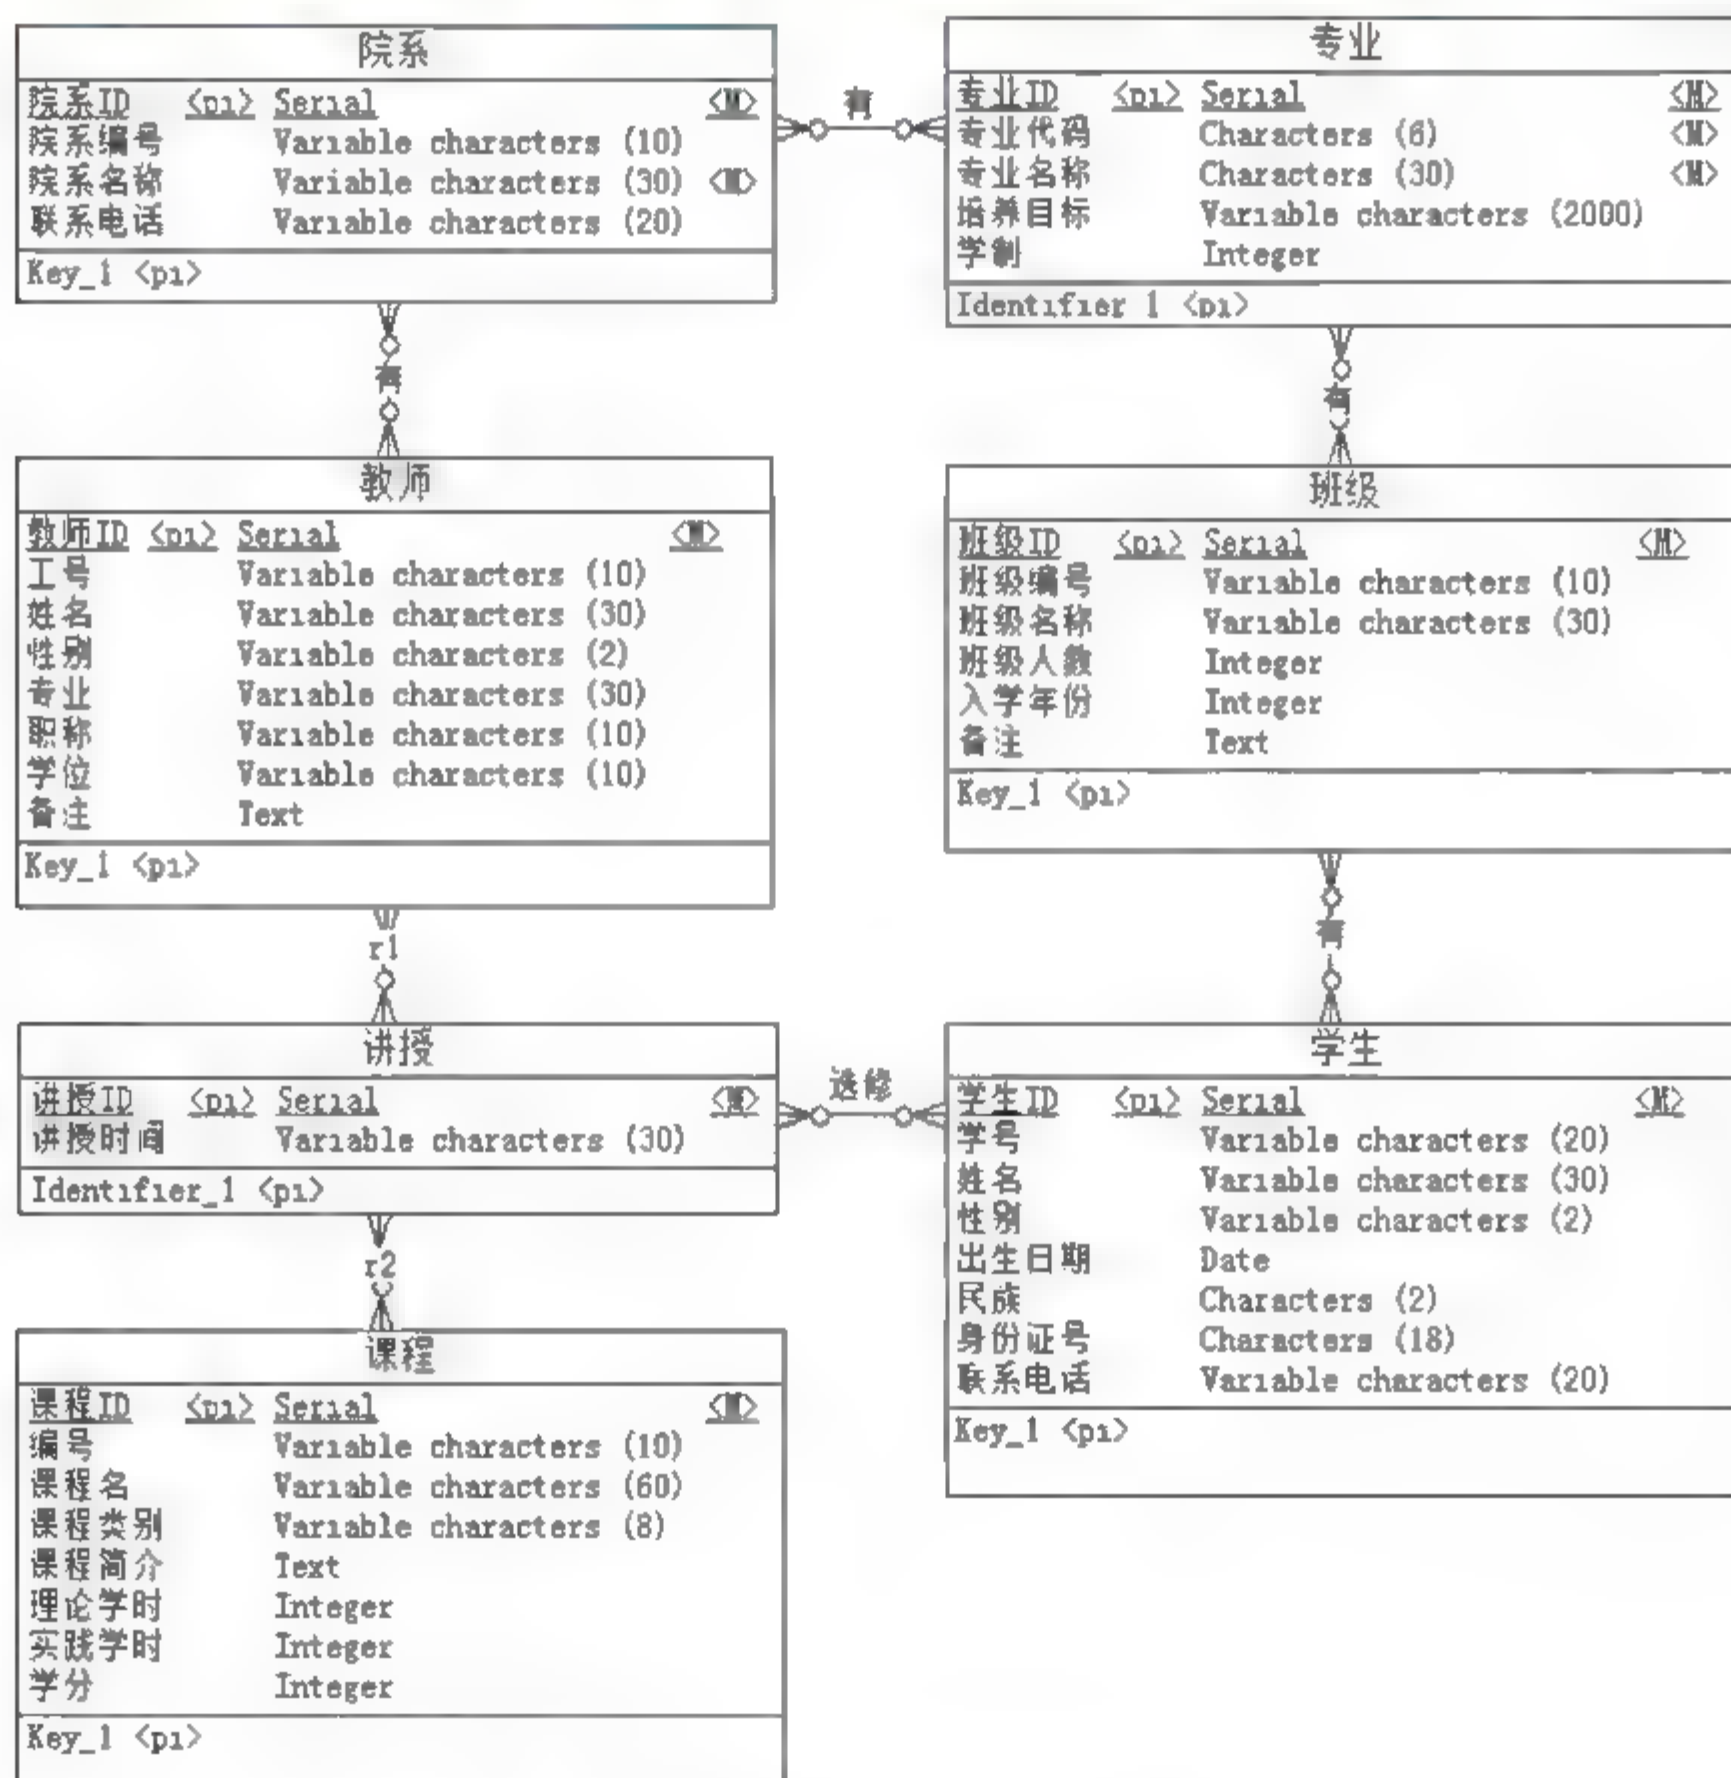 院系
院系ID <pi> Serial <M>
院系编号 Variable characters (10)
院系名称 Variable characters (30) <M>
联系电话 Variable characters (20)
Key_1 <pi>
有
专业
专业ID <pi> Serial <M>
专业代码 Characters (6) <M>
专业名称 Characters (30) <M>
培养目标 Variable characters (2000)
学制 Integer
Identifier 1 <pi>
有
有
教师
教师ID <pi> Serial <M>
工号 Variable characters (10)
姓名 Variable characters (30)
性别 Variable characters (2)
专业 Variable characters (30)
职称 Variable characters (10)
学位 Variable characters (10)
备注 Text
Key_1 <pi>
班级
班级ID <pi> Serial <M>
班级编号 Variable characters (10)
班级名称 Variable characters (30)
班级人数 Integer
入学年份 Integer
备注 Text
Key_1 <pi>
r1
有
讲授
讲授ID <pi> Serial <M>
讲授时间 Variable characters (30)
Identifier_1 <pi>
选修
学生
学生ID <pi> Serial <M>
学号 Variable characters (20)
姓名 Variable characters (30)
性别 Variable characters (2)
出生日期 Date
民族 Characters (2)
身份证号 Characters (18)
联系电话 Variable characters (20)
Key_1 <pi>
r2
课程
课程ID <pi> Serial <M>
编号 Variable characters (10)
课程名 Variable characters (60)
课程类别 Variable characters (8)
课程简介 Text
理论学时 Integer
实践学时 Integer
学分 Integer
Key_1 <pi>